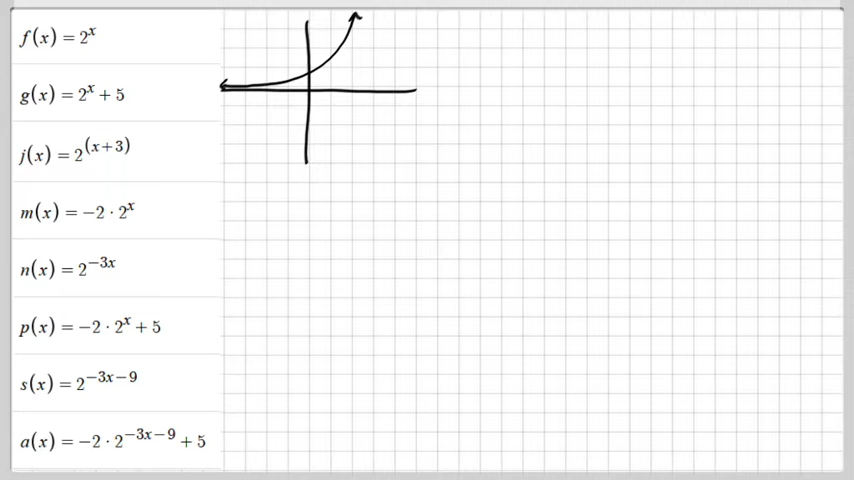 f(x) = 2^x
g(x) = 2^x + 5
j(x) = 2^(x+3)
m(x) = −2 · 2^x
n(x) = 2^−3x
p(x) = −2 · 2^x + 5
s(x) = 2^−3x−9
a(x) = −2 · 2^−3x−9 + 5